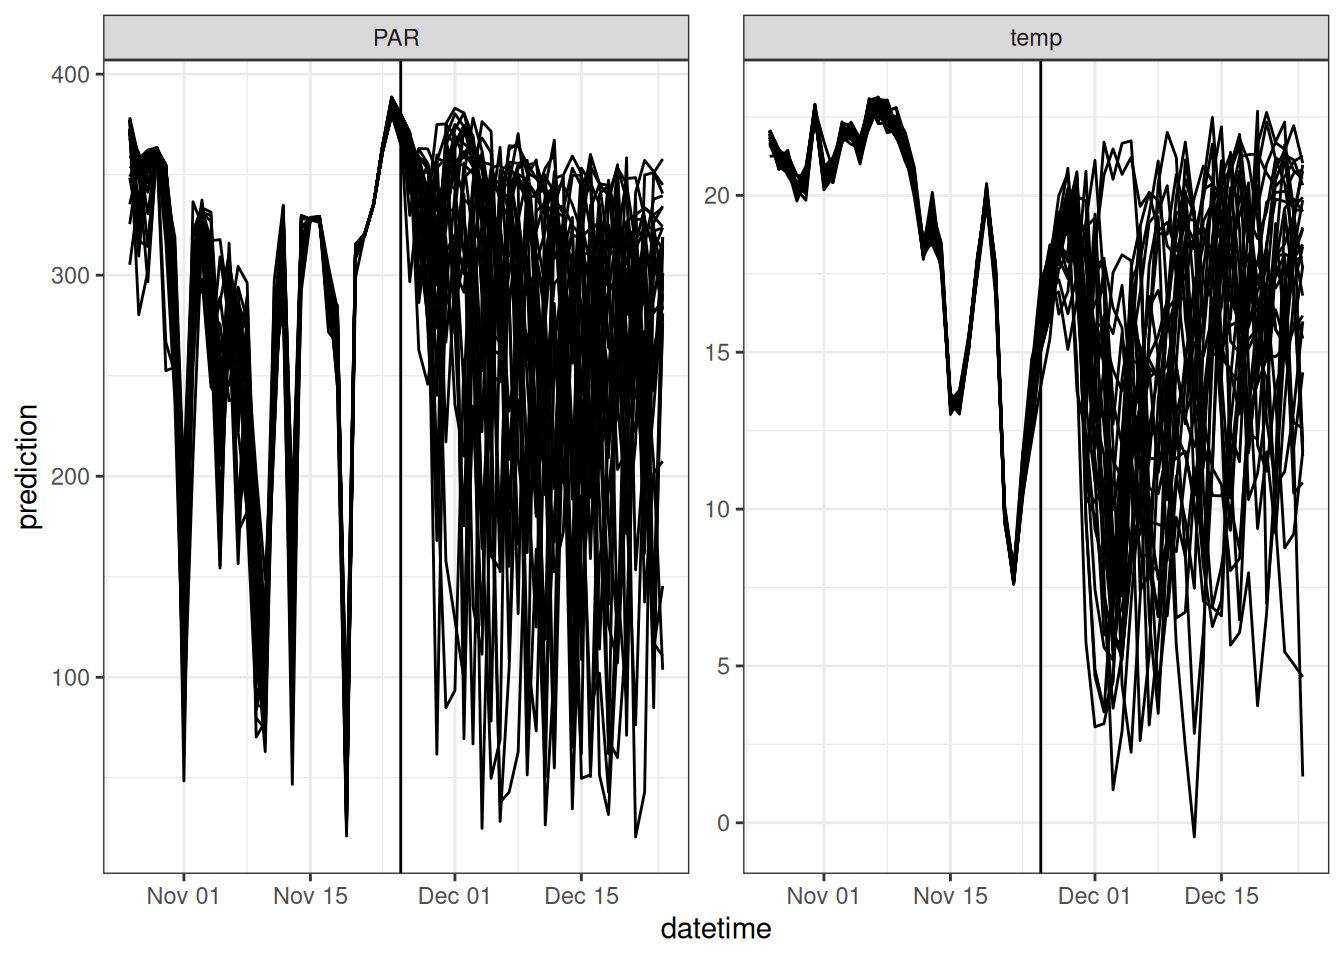 PAR
temp
prediction
400
300
200
100
20
15
10
5
0
Nov 01
Nov 15
Dec 01
Dec 15
Nov 01
Nov 15
Dec 01
Dec 15
datetime